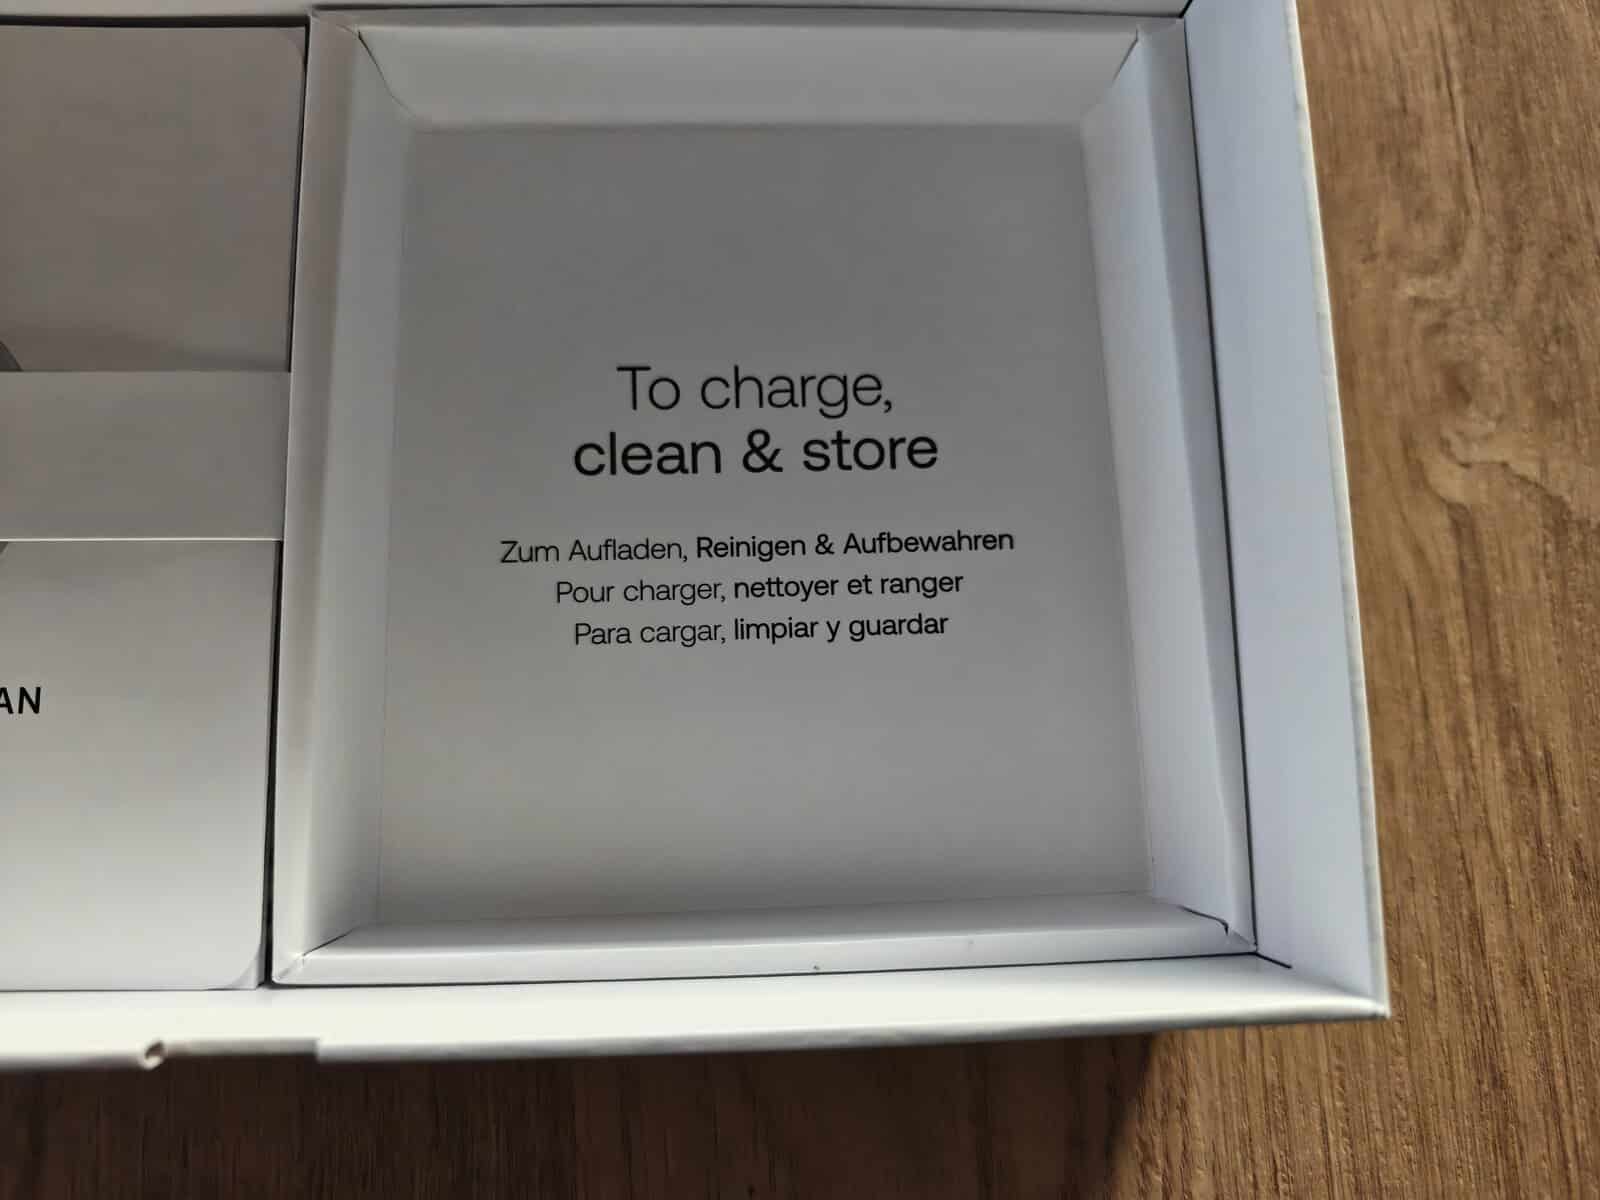 To charge,
clean & store
Zum Aufladen, Reinigen & Aufbewahren
Pour charger, nettoyer et ranger
Para cargar, limpiar y guardar
AN